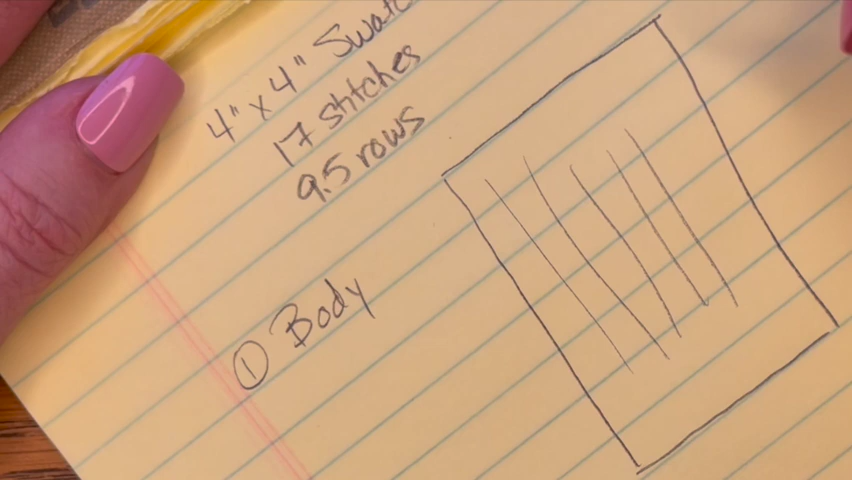 4" x 4" Swatc
17 stitches
9.5 rows
① Body